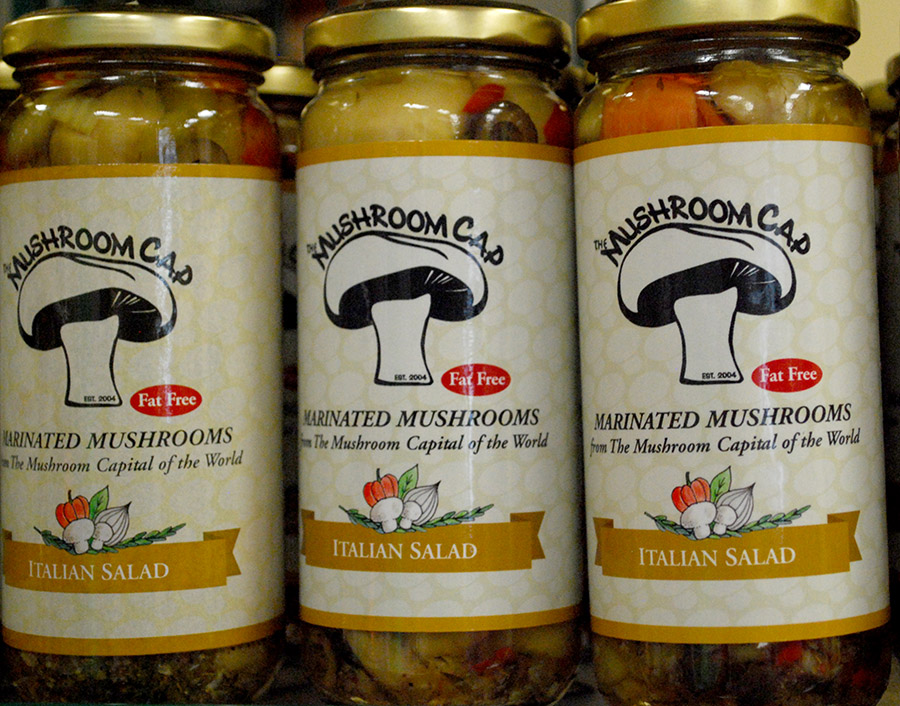 THE MUSHROOM CAP
EST. 2004
Fat Free
MARINATED MUSHROOMS
The Mushroom Capital of the World
ITALIAN SALAD
THE MUSHROOM CAP
EST. 2004
Fat Free
MARINATED MUSHROOMS
from The Mushroom Capital of the World
ITALIAN SALAD
THE MUSHROOM CAP
EST. 2004
Fat Free
MARINATED MUSHROOMS
from The Mushroom Capital of the World
ITALIAN SALAD